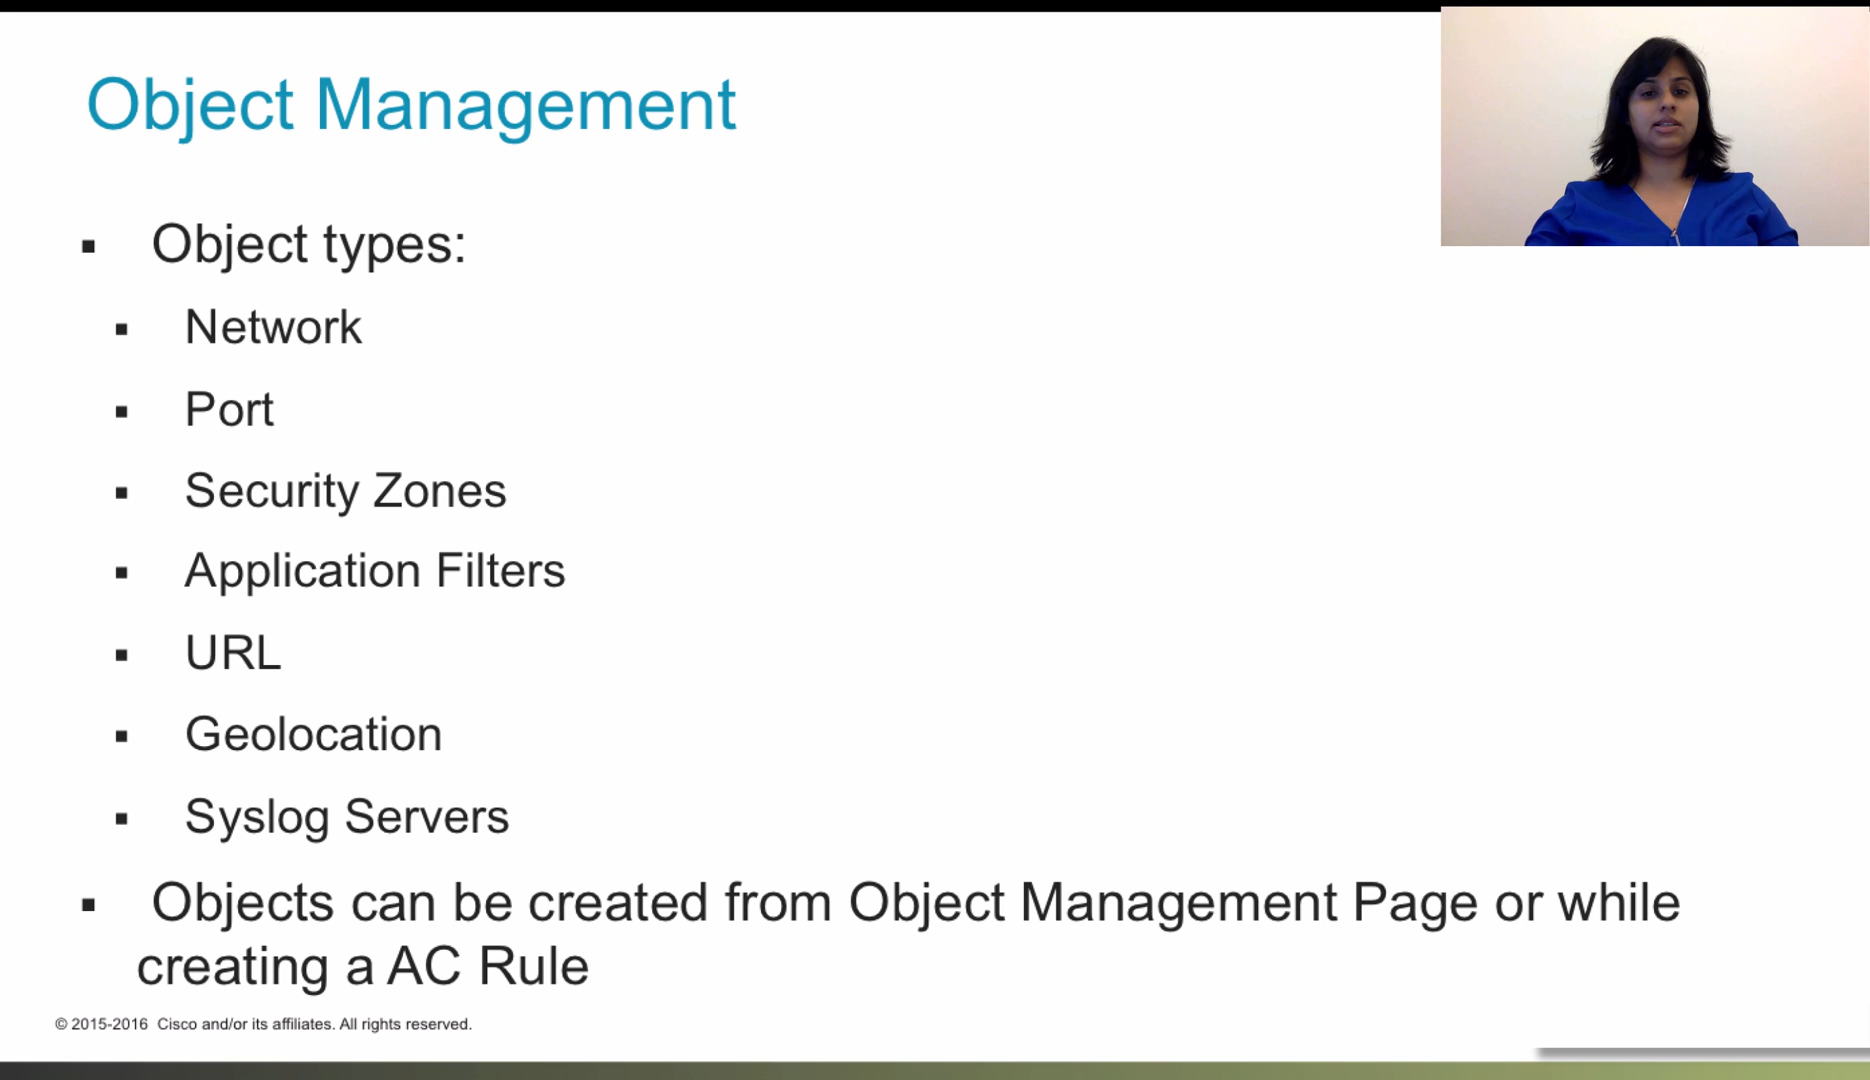 Object Management
▪ Object types:
▪ Network
▪ Port
▪ Security Zones
▪ Application Filters
▪ URL
▪ Geolocation
▪ Syslog Servers
▪ Objects can be created from Object Management Page or while
creating a AC Rule
© 2015-2016 Cisco and/or its affiliates. All rights reserved.